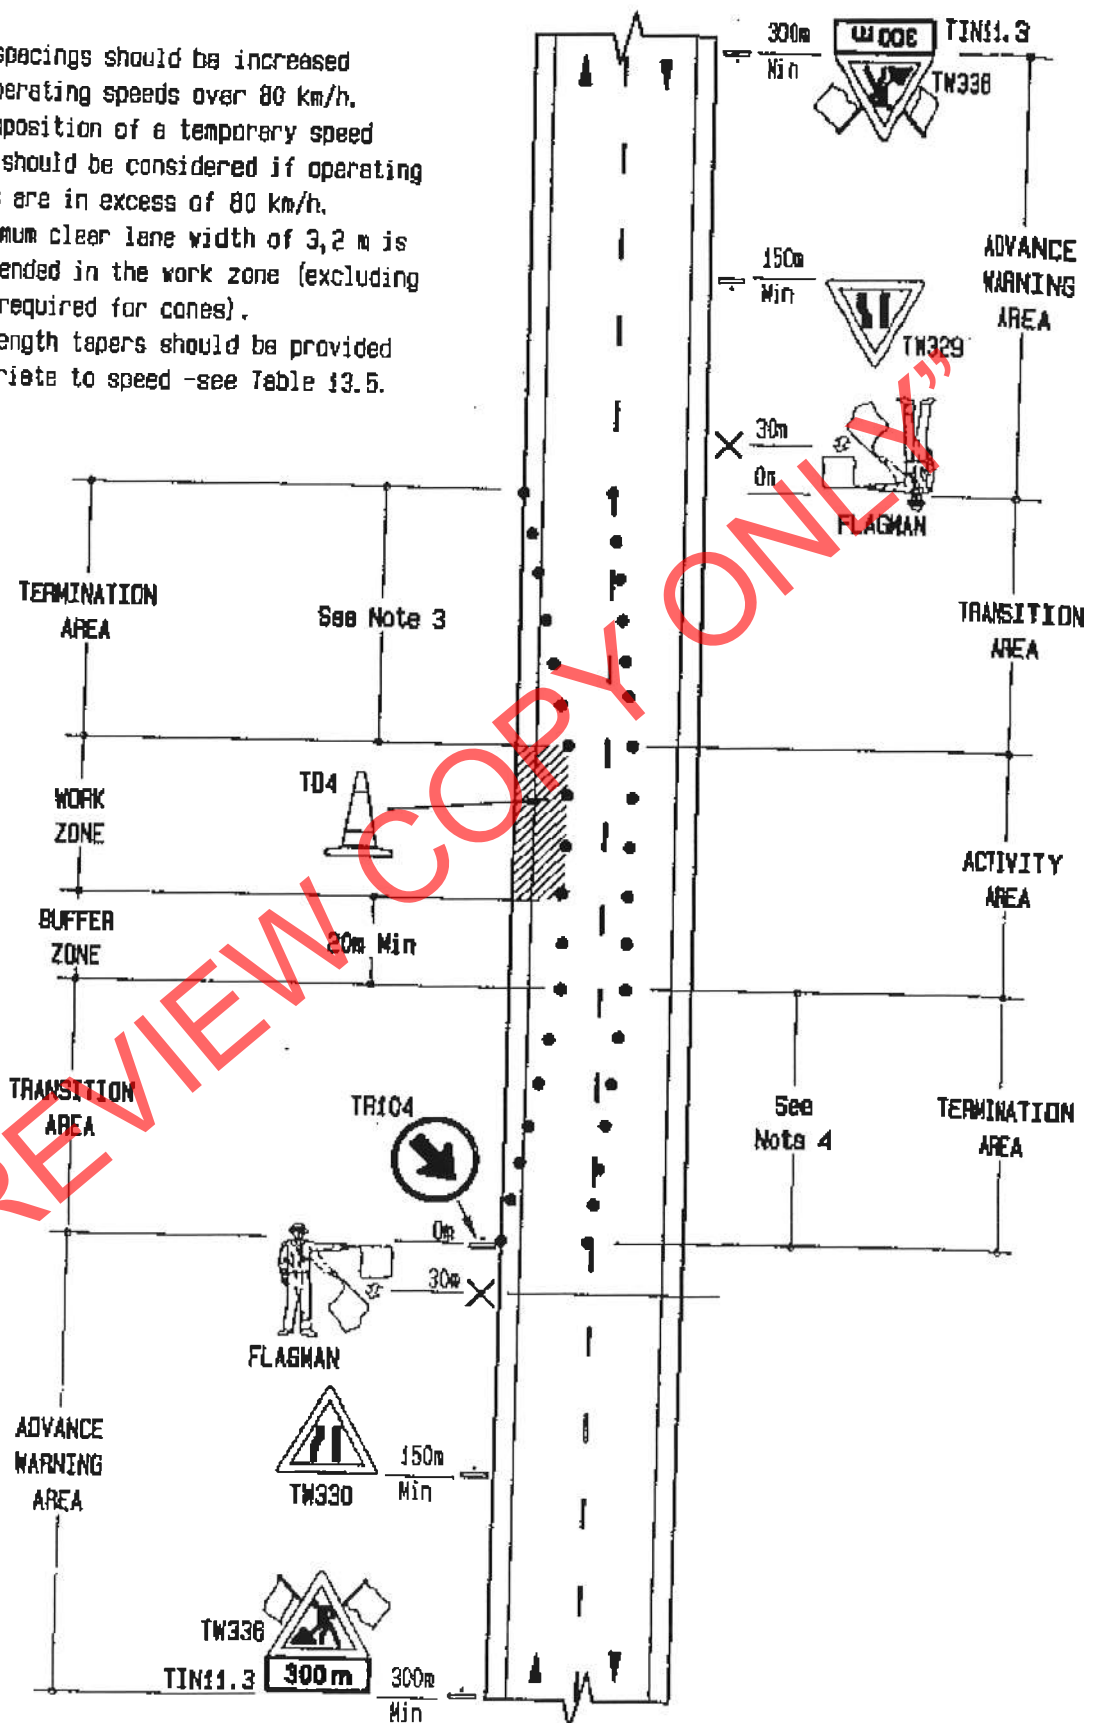 spacings should be increased
perating speeds over 80 km/h.
position of a temporary speed
should be considered if operating
s are in excess of 80 km/h.
mum clear lane width of 3,2 m is
ended in the work zone (excluding
required for cones).
ength tapers should be provided
riate to speed -see Table 13.5.
300m
Min
300m
TIN11.3
TW336
ADVANCE
WARNING
AREA
150m
Min
TW329
30m
0m
FLAGMAN
TERMINATION
AREA
See Note 3
TRANSITION
AREA
WORK
ZONE
TD4
ACTIVITY
AREA
BUFFER
ZONE
20m Min
TRANSITION
AREA
TR104
See
Note 4
TERMINATION
AREA
0m
30m
FLAGMAN
ADVANCE
WARNING
AREA
TW330
150m
Min
TW336
TIN11.3
300m
300m
Min
REVIEW COPY ONLY”